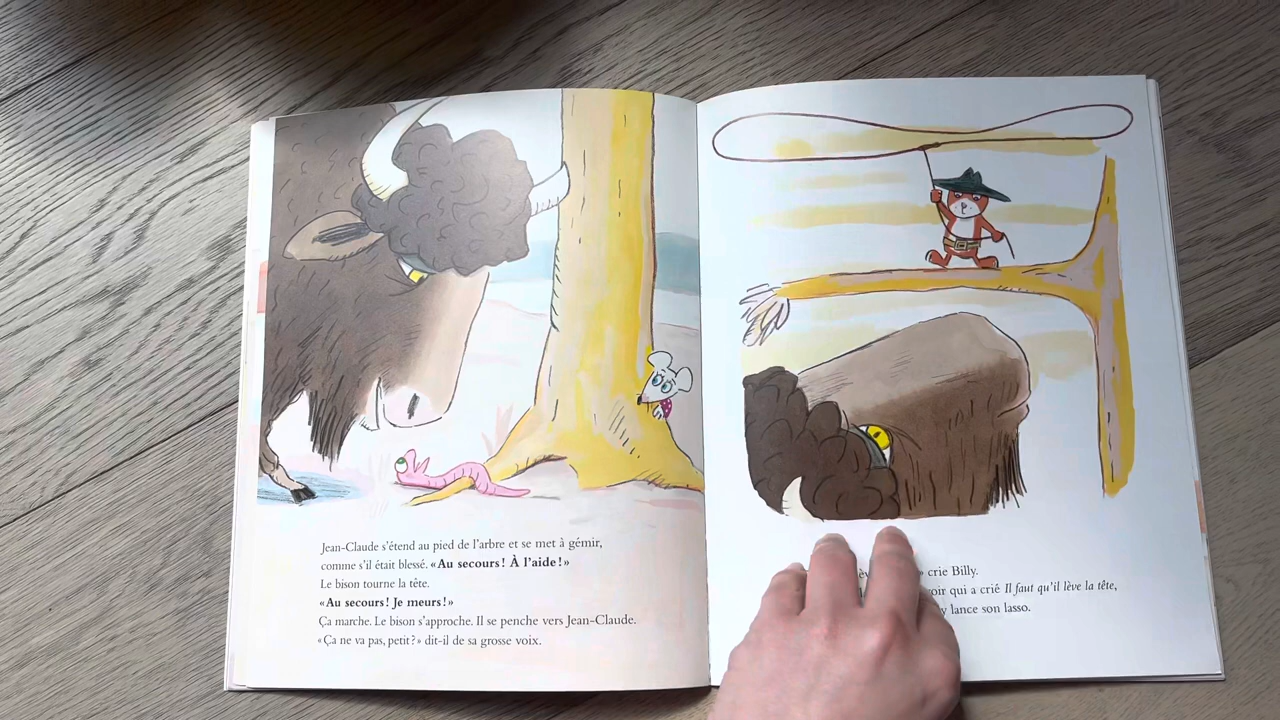 Jean-Claude s'étend au pied de l'arbre et se met à gémir,
comme s'il était blessé. «Au secours! À l'aide!»
Le bison tourne la tête.
«Au secours! Je meurs!»
Ça marche. Le bison s'approche. Il se penche vers Jean-Claude.
«Ça ne va pas, petit?» dit-il de sa grosse voix.
» crie Billy.
qui a crié Il faut qu'il lève la tête,
lance son lasso.